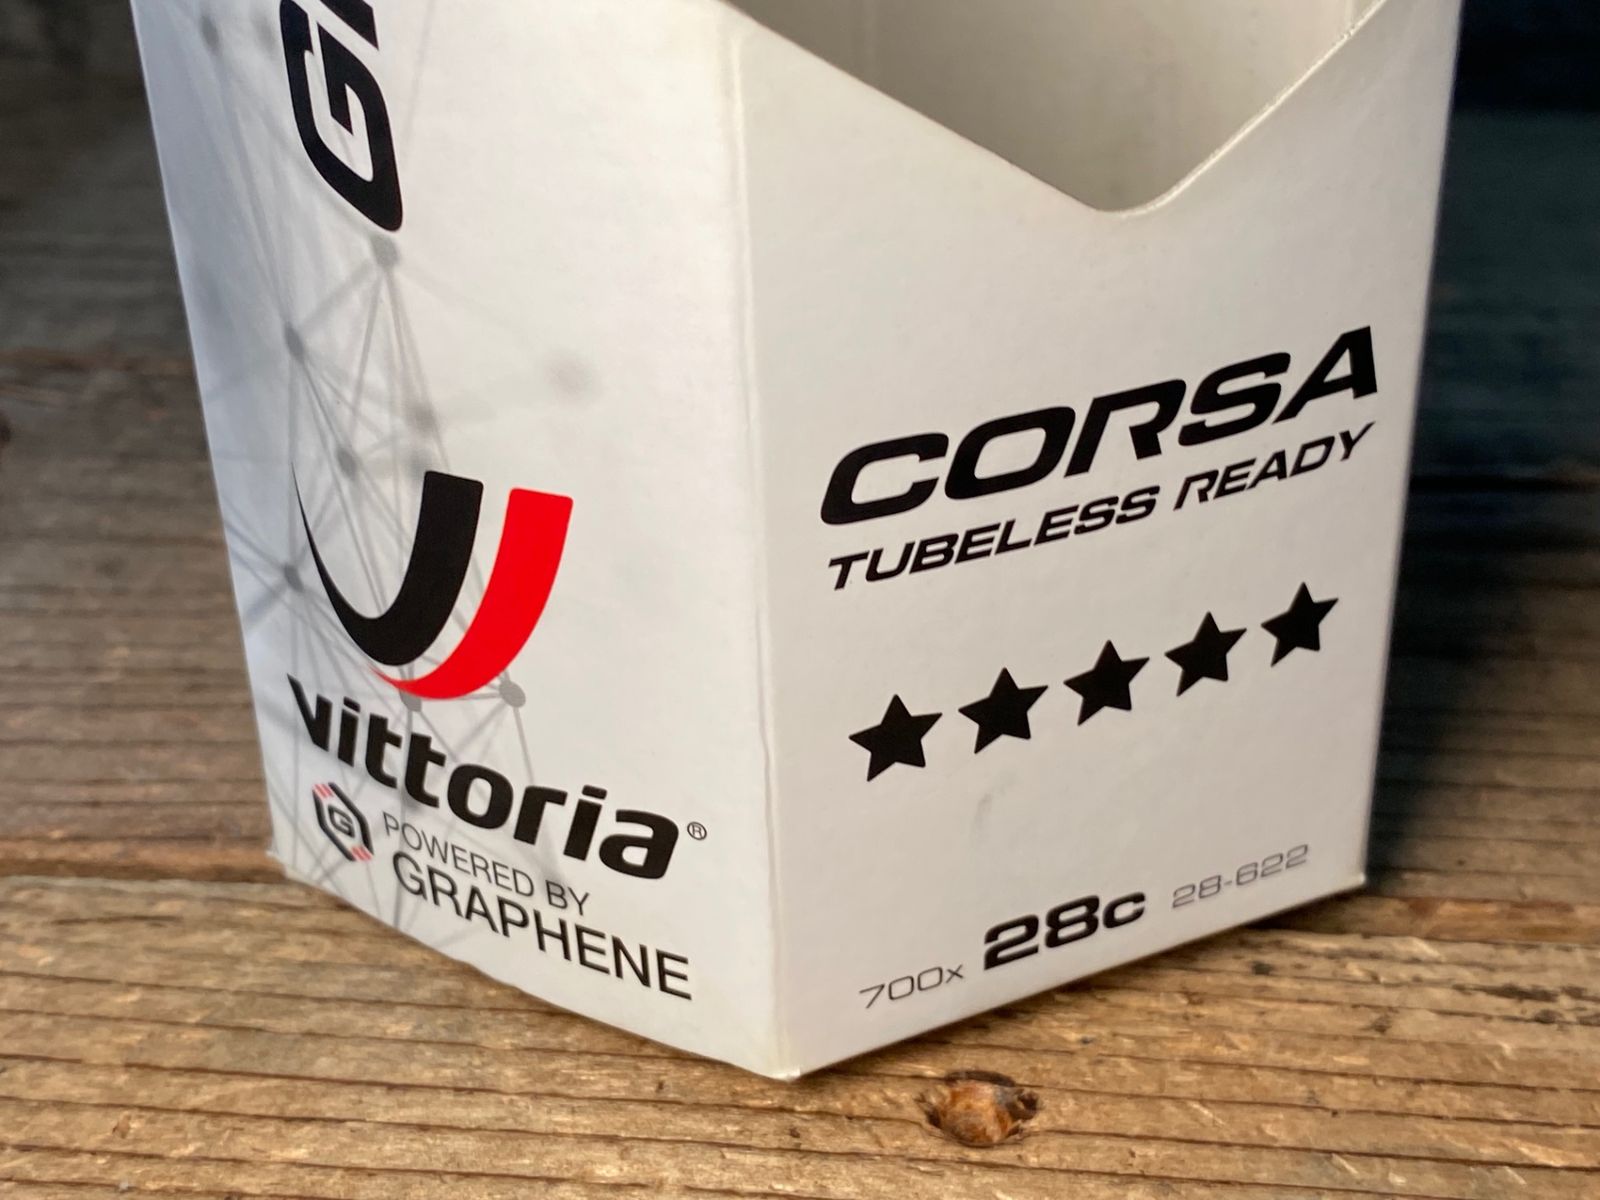 vittoria®
G POWERED BY
GRAPHENE
CORSA
TUBELESS READY
700x 28c 28-622